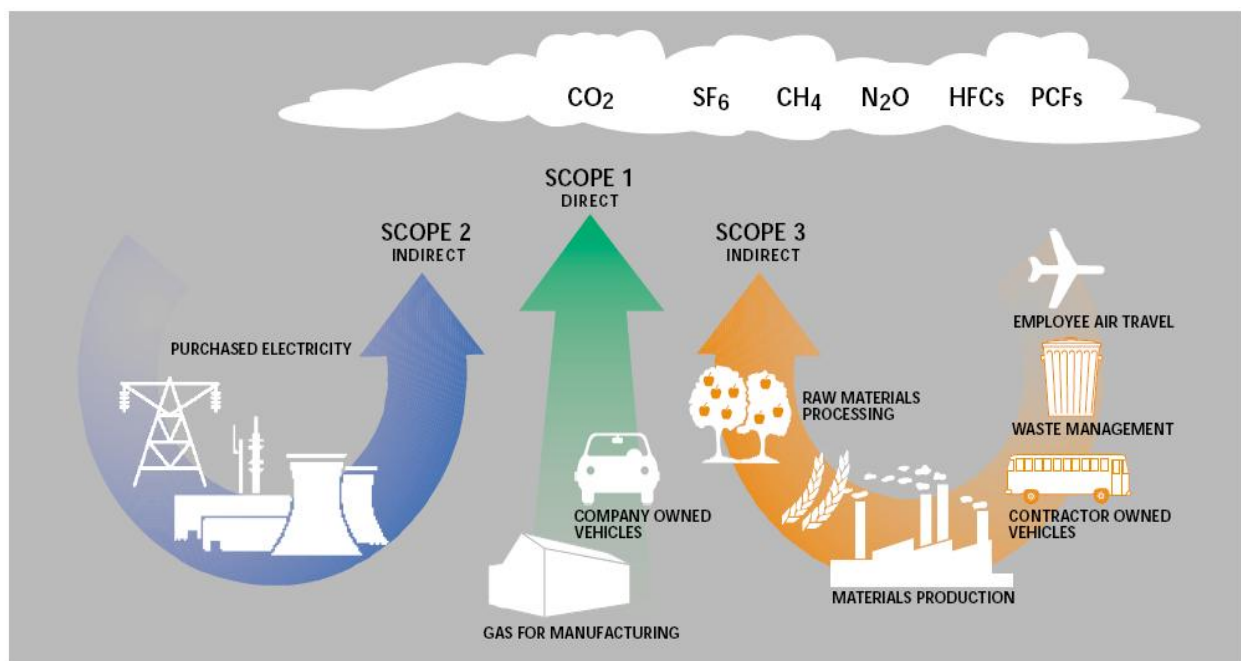 CO₂ SF₆ CH₄ N₂O HFCs PCFs
SCOPE 1
DIRECT
SCOPE 2
INDIRECT
SCOPE 3
INDIRECT
PURCHASED ELECTRICITY
COMPANY OWNED
VEHICLES
GAS FOR MANUFACTURING
RAW MATERIALS
PROCESSING
MATERIALS PRODUCTION
EMPLOYEE AIR TRAVEL
WASTE MANAGEMENT
CONTRACTOR OWNED
VEHICLES